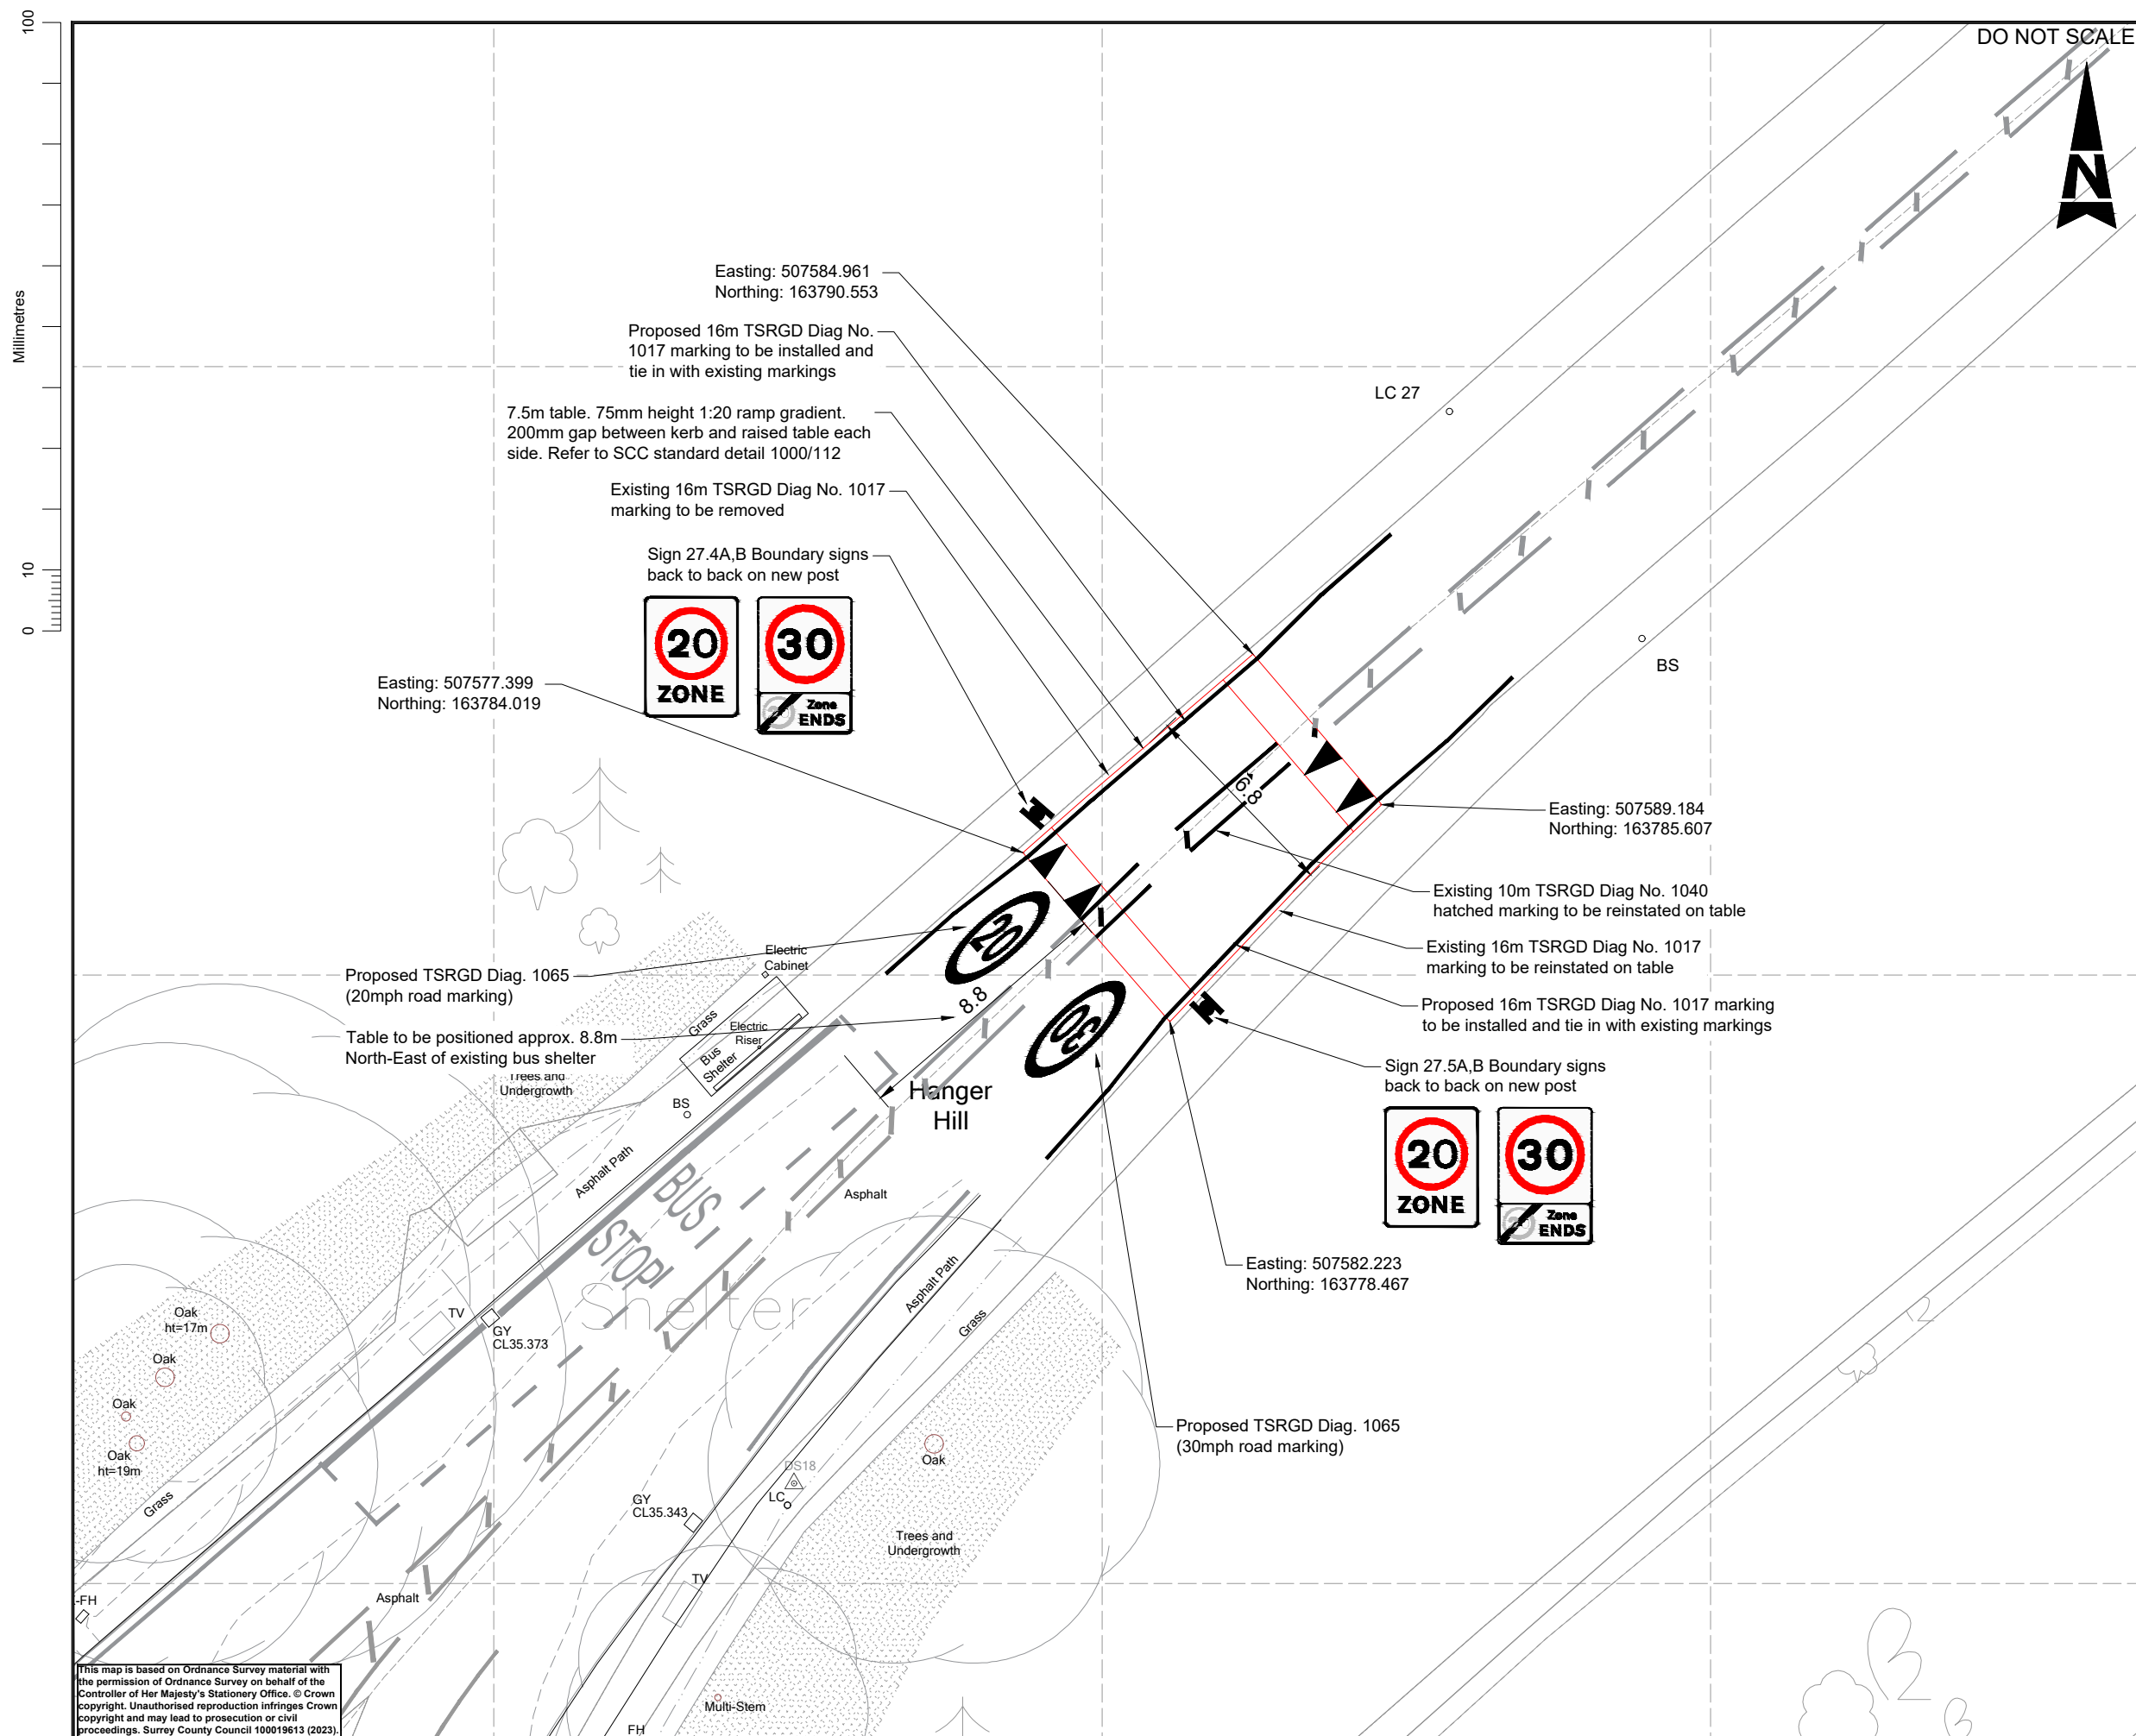 DO NOT SCALE
N
100
Millimetres
10
0
Easting: 507584.961
Northing: 163790.553
Proposed 16m TSRGD Diag No.
1017 marking to be installed and
tie in with existing markings
LC 27
7.5m table. 75mm height 1:20 ramp gradient.
200mm gap between kerb and raised table each
side. Refer to SCC standard detail 1000/112
Existing 16m TSRGD Diag No. 1017
marking to be removed
Sign 27.4A,B Boundary signs
back to back on new post
20
ZONE
30
Zone
ENDS
BS
Easting: 507577.399
Northing: 163784.019
6.8
Easting: 507589.184
Northing: 163785.607
Existing 10m TSRGD Diag No. 1040
hatched marking to be reinstated on table
Existing 16m TSRGD Diag No. 1017
marking to be reinstated on table
Proposed 16m TSRGD Diag No. 1017 marking
to be installed and tie in with existing markings
20
Electric
Cabinet
Proposed TSRGD Diag. 1065
(20mph road marking)
8.8
30
Table to be positioned approx. 8.8m
North-East of existing bus shelter
Grass
Electric
Riser
Bus
Shelter
Trees and
Undergrowth
BS
Hanger
Hill
Sign 27.5A,B Boundary signs
back to back on new post
20
ZONE
30
Zone
ENDS
Asphalt Path
BUS
STOP
Asphalt
Shelter
Asphalt Path
Grass
Easting: 507582.223
Northing: 163778.467
Oak
ht=17m
TV
GY
CL35.373
Oak
Oak
Oak
ht=19m
Grass
Proposed TSRGD Diag. 1065
(30mph road marking)
Oak
DS18
LC
GY
CL35.343
Trees and
Undergrowth
TV
Asphalt
-FH
Multi-Stem
FH
This map is based on Ordnance Survey material with
the permission of Ordnance Survey on behalf of the
Controller of Her Majesty's Stationery Office. © Crown
copyright. Unauthorised reproduction infringes Crown
copyright and may lead to prosecution or civil
proceedings. Surrey County Council 100019613 (2023).